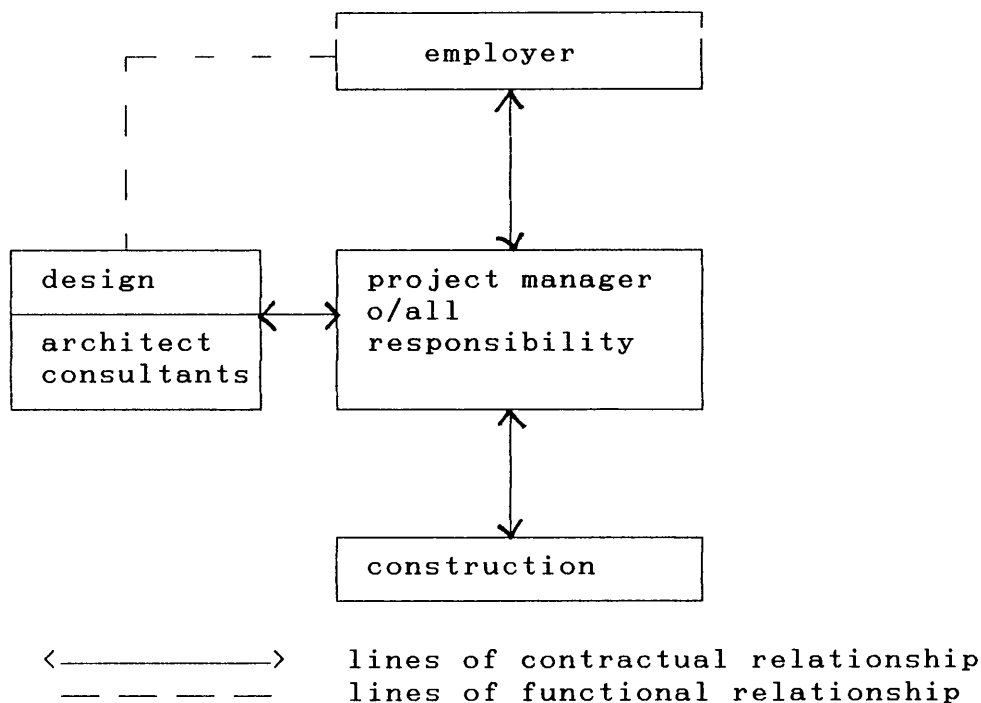 employer
design
architect
consultants
project manager
o/all
responsibility
construction
lines of contractual relationship
lines of functional relationship